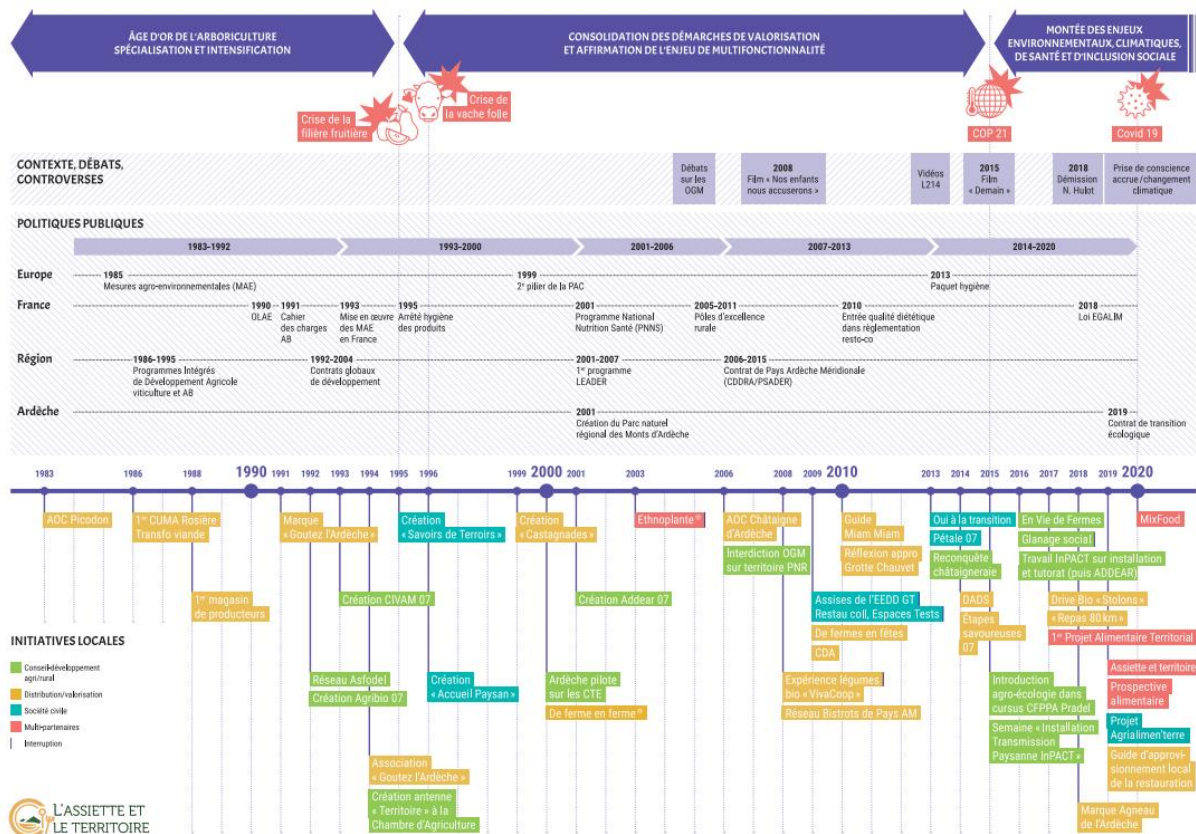 ÂGE D'OR DE L'ARBORICULTURE
SPÉCIALISATION ET INTENSIFICATION
CONSOLIDATION DES DÉMARCHES DE VALORISATION
ET AFFIRMATION DE L'ENJEU DE MULTIFONCTIONNALITÉ
MONTÉE DES ENJEUX
ENVIRONNEMENTAUX, CLIMATIQUES,
DE SANTÉ ET D'INCLUSION SOCIALE
Crise de la
filière fruitière
Crise de
la vache folle
COP 21
Covid 19
CONTEXTE, DÉBATS,
CONTROVERSES
Débats
sur les
OGM
2008
Film « Nos enfants
nous accuserons »
Vidéos
L214
2015
Film
« Demain »
2018
Démission
N. Hulot
Prise de conscience
accrue/changement
climatique
POLITIQUES PUBLIQUES
1983-1992
1993-2000
2001-2006
2007-2013
2014-2020
Europe
1985
Mesures agro-environnementales (MAE)
1999
2e pilier de la PAC
2013
Paquet hygiène
France
1990
OLAE
1991
Cahier
des charges
AB
1993
Mise en œuvre
des MAE
en France
1995
Arrêté hygiène
des produits
2001
Programme National
Nutrition Santé (PNNS)
2005-2011
Pôles d'excellence
rurale
2010
Entrée qualité diététique
dans règlementation
resto-co
2018
Loi EGALIM
Région
1986-1995
Programmes Intégrés
de Développement Agricole
viticulture et AB
1992-2004
Contrats globaux
de développement
2001-2007
1er programme
LEADER
2006-2015
Contrat de Pays Ardèche Méridionale
(CDDRA/PSADER)
Ardèche
2001
Création du Parc naturel
régional des Monts d'Ardèche
2019
Contrat de transition
écologique
1983
1986
1988
1990
1991
1992
1993
1994
1995
1996
1999
2000
2001
2003
2006
2008
2009
2010
2013
2014
2015
2016
2017
2018
2019
2020
AOC Picodon
1re CUMA Rosière
Transfo viande
Marque
« Goutez l'Ardèche »
Création
« Savoirs de Terroirs »
Création
« Castagnades »
Ethnoplante
AOC Châtaigne
d'Ardèche
Interdiction OGM
sur territoire PNR
Guide
Miam Miam
Réflexion appro
Grotte Chauvet
Oui à la transition
Pétale 07
Reconquête
châtaigneraie
En Vie de Fermes
Glanage social
Travail InPACT sur installation
et tutorat (puis ADDEAR)
MixFood
1er magasin
de producteurs
Création CIVAM 07
Création Addear 07
Assises de l'EEDD GT
Restau coll, Espaces Tests
De fermes en fêtes
CDA
DADS
Étapes
savoureuses
07
Drive Bio « Stolons »
« Repas 80 km »
1er Projet Alimentaire Territorial
INITIATIVES LOCALES
Conseil-développement
agri/rural
Distribution/valorisation
Société civile
Multi-partenaires
Interruption
Réseau Asfodel
Création Agribio 07
Création
« Accueil Paysan »
Ardèche pilote
sur les CTE
De ferme en ferme
Expérience légumes
bio « VivaCoop »
Réseau Bistrots de Pays AM
Introduction
agro-écologie dans
cursus CFPPA Pradel
Semaine « Installation
Transmission
Paysanne InPACT »
Assiette et territoire
Prospective
alimentaire
Projet
Agrialimen'terre
Guide d'approvi-
sionnement local
de la restauration
Association
« Goutez l'Ardèche »
Création antenne
« Territoire » à la
Chambre d'Agriculture
Marque Agneau
de l'Ardèche
L'ASSIETTE ET
LE TERRITOIRE